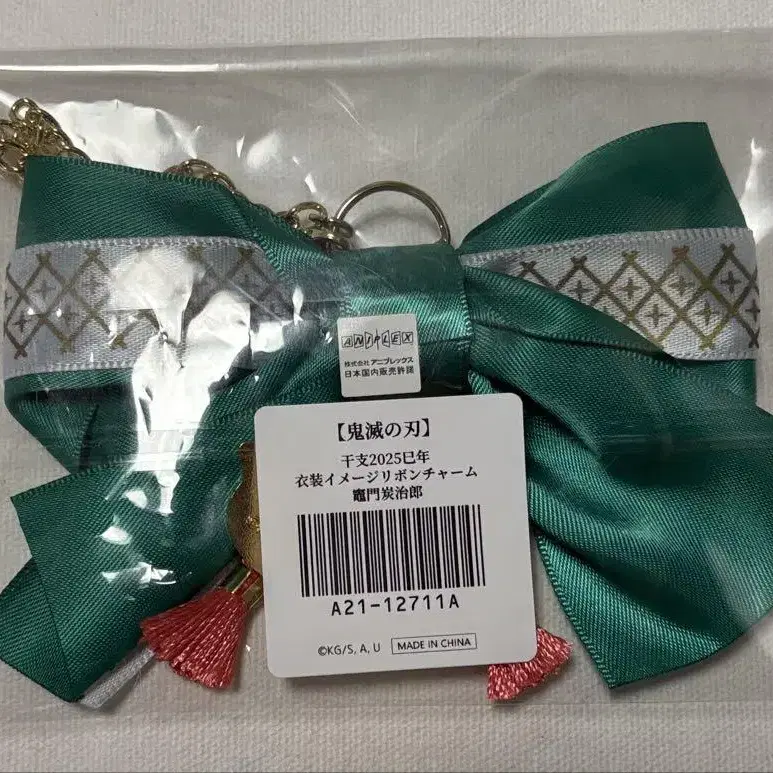 ANIPLEX
株式会社 アニプレックス
日本国内販売許諾
【鬼滅の刃】
干支2025巳年
衣装イメージリボンチャーム
竈門炭治郎
A21-12711A
©KG/S, A, U MADE IN CHINA